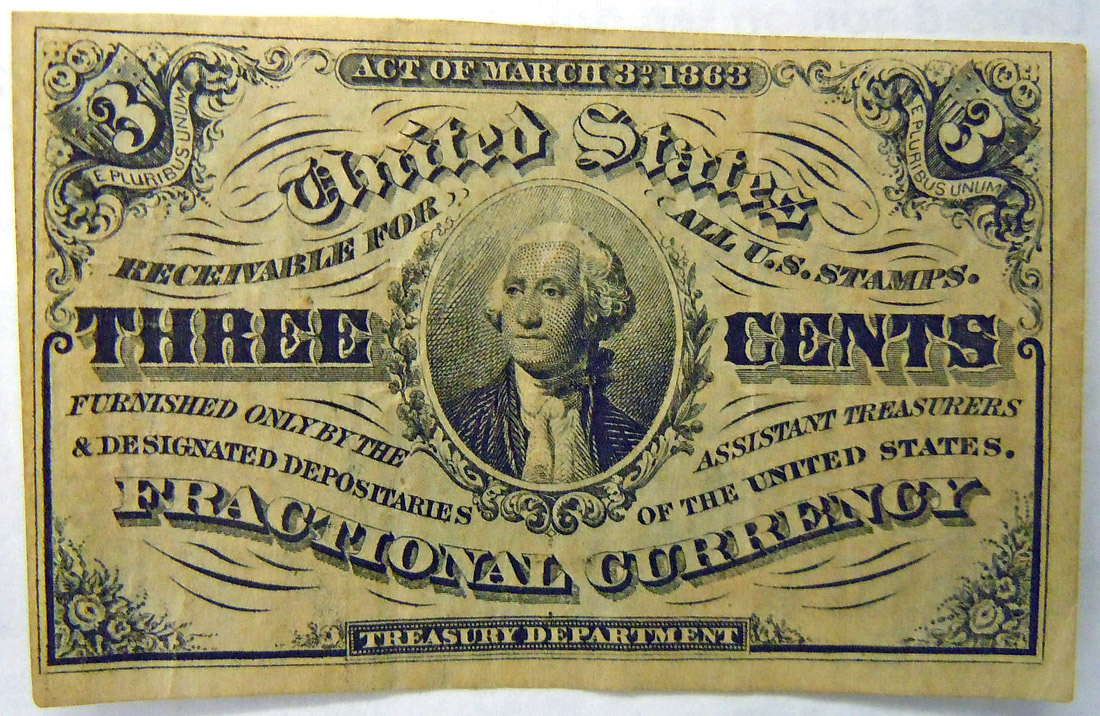 ACT OF MARCH 3D 1863
3
E PLURIBUS UNUM
3
E PLURIBUS UNUM
United States
RECEIVABLE FOR ALL U.S. STAMPS.
THREE CENTS
FURNISHED ONLY BY THE ASSISTANT TREASURERS
& DESIGNATED DEPOSITARIES OF THE UNITED STATES.
FRACTIONAL CURRENCY
TREASURY DEPARTMENT